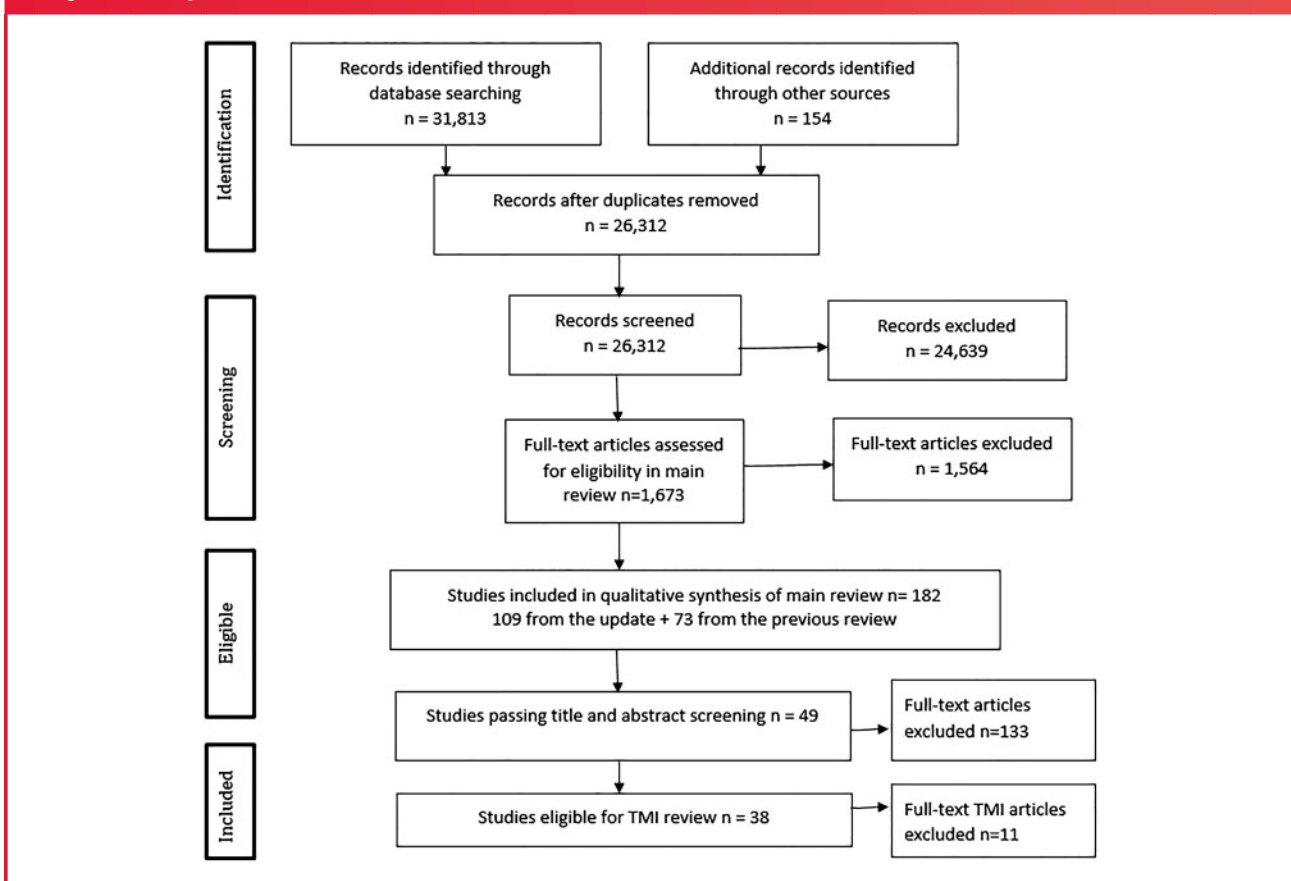 Identification
Records identified through
database searching
n = 31,813
Additional records identified
through other sources
n = 154
Records after duplicates removed
n = 26,312
Screening
Records screened
n = 26,312
Records excluded
n = 24,639
Full-text articles assessed
for eligibility in main
review n=1,673
Full-text articles excluded
n = 1,564
Eligible
Studies included in qualitative synthesis of main review n= 182
109 from the update + 73 from the previous review
Studies passing title and abstract screening n = 49
Full-text articles
excluded n=133
Included
Studies eligible for TMI review n = 38
Full-text TMI articles
excluded n=11